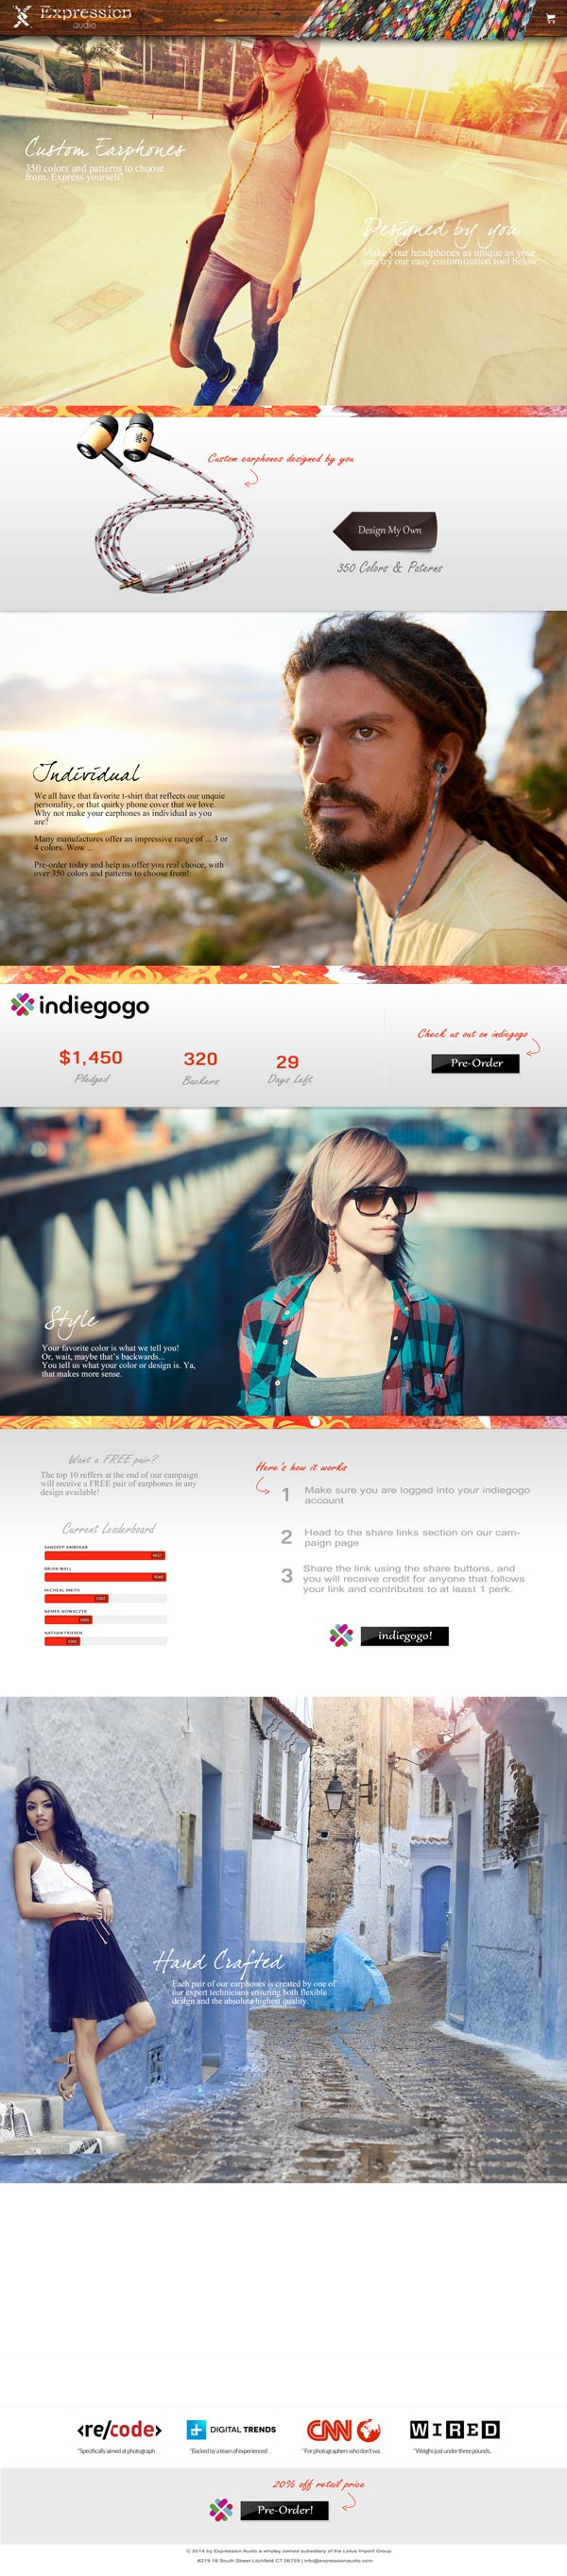 Expression
audio
Custom Earphones
350 colors and patterns to choose
from. Express yourself!
Designed by you
Make your headphones as unique as your
are, try our easy customization tool below.
Custom earphones designed by you
Design My Own
350 Colors & Paterns
Individual
We all have that favorite t-shirt that reflects our unquie
personality, or that quirky phone cover that we love.
Why not make your earphones as individual as you
are?
Many manufactures offer an impressive range of ... 3 or
4 colors. Wow ...
Pre-order today and help us offer you real choice, with
over 350 colors and patterns to choose from!
indiegogo
$1,450
Pledged
320
Backers
29
Days Left
Check us out on indiegogo
Pre-Order
Style
Your favorite color is what we tell you!
Or, wait, maybe that's backwards...
You tell us what your color or design is. Ya,
that makes more sense.
Want a FREE pair?
The top 10 reffers at the end of our campaign
will receive a FREE pair of earphones in any
design available!
Current Leaderboard
SANDEEP AMBIKAN
BRIAN WELL
MICHEAL SMITH
NEMER NOWACZYK
NATHAN FRIESEN
Here's how it works
1 Make sure you are logged into your indiegogo
account
2 Head to the share links section on our cam-
paign page
3 Share the link using the share buttons, and
you will receive credit for anyone that follows
your link and contributes to at least 1 perk.
indiegogo!
Hand Crafted
Each pair of our earphones is created by one of
our expert technicians ensuring both flexible
design and the absolute highest quality.
<re/code>
"Specifically aimed at photograph
DIGITAL TRENDS
"Backed by a team of experienced
CNN
"For photographers who don't wa
WIRED
"Weighs just under three pounds,
20% off retail price
Pre-Order!
© 2014 by Expression Audio a wholey owned subsidiary of the Lotus Import Group
#219 16 South Street Litchfield CT 06759 | info@expressionaudio.com